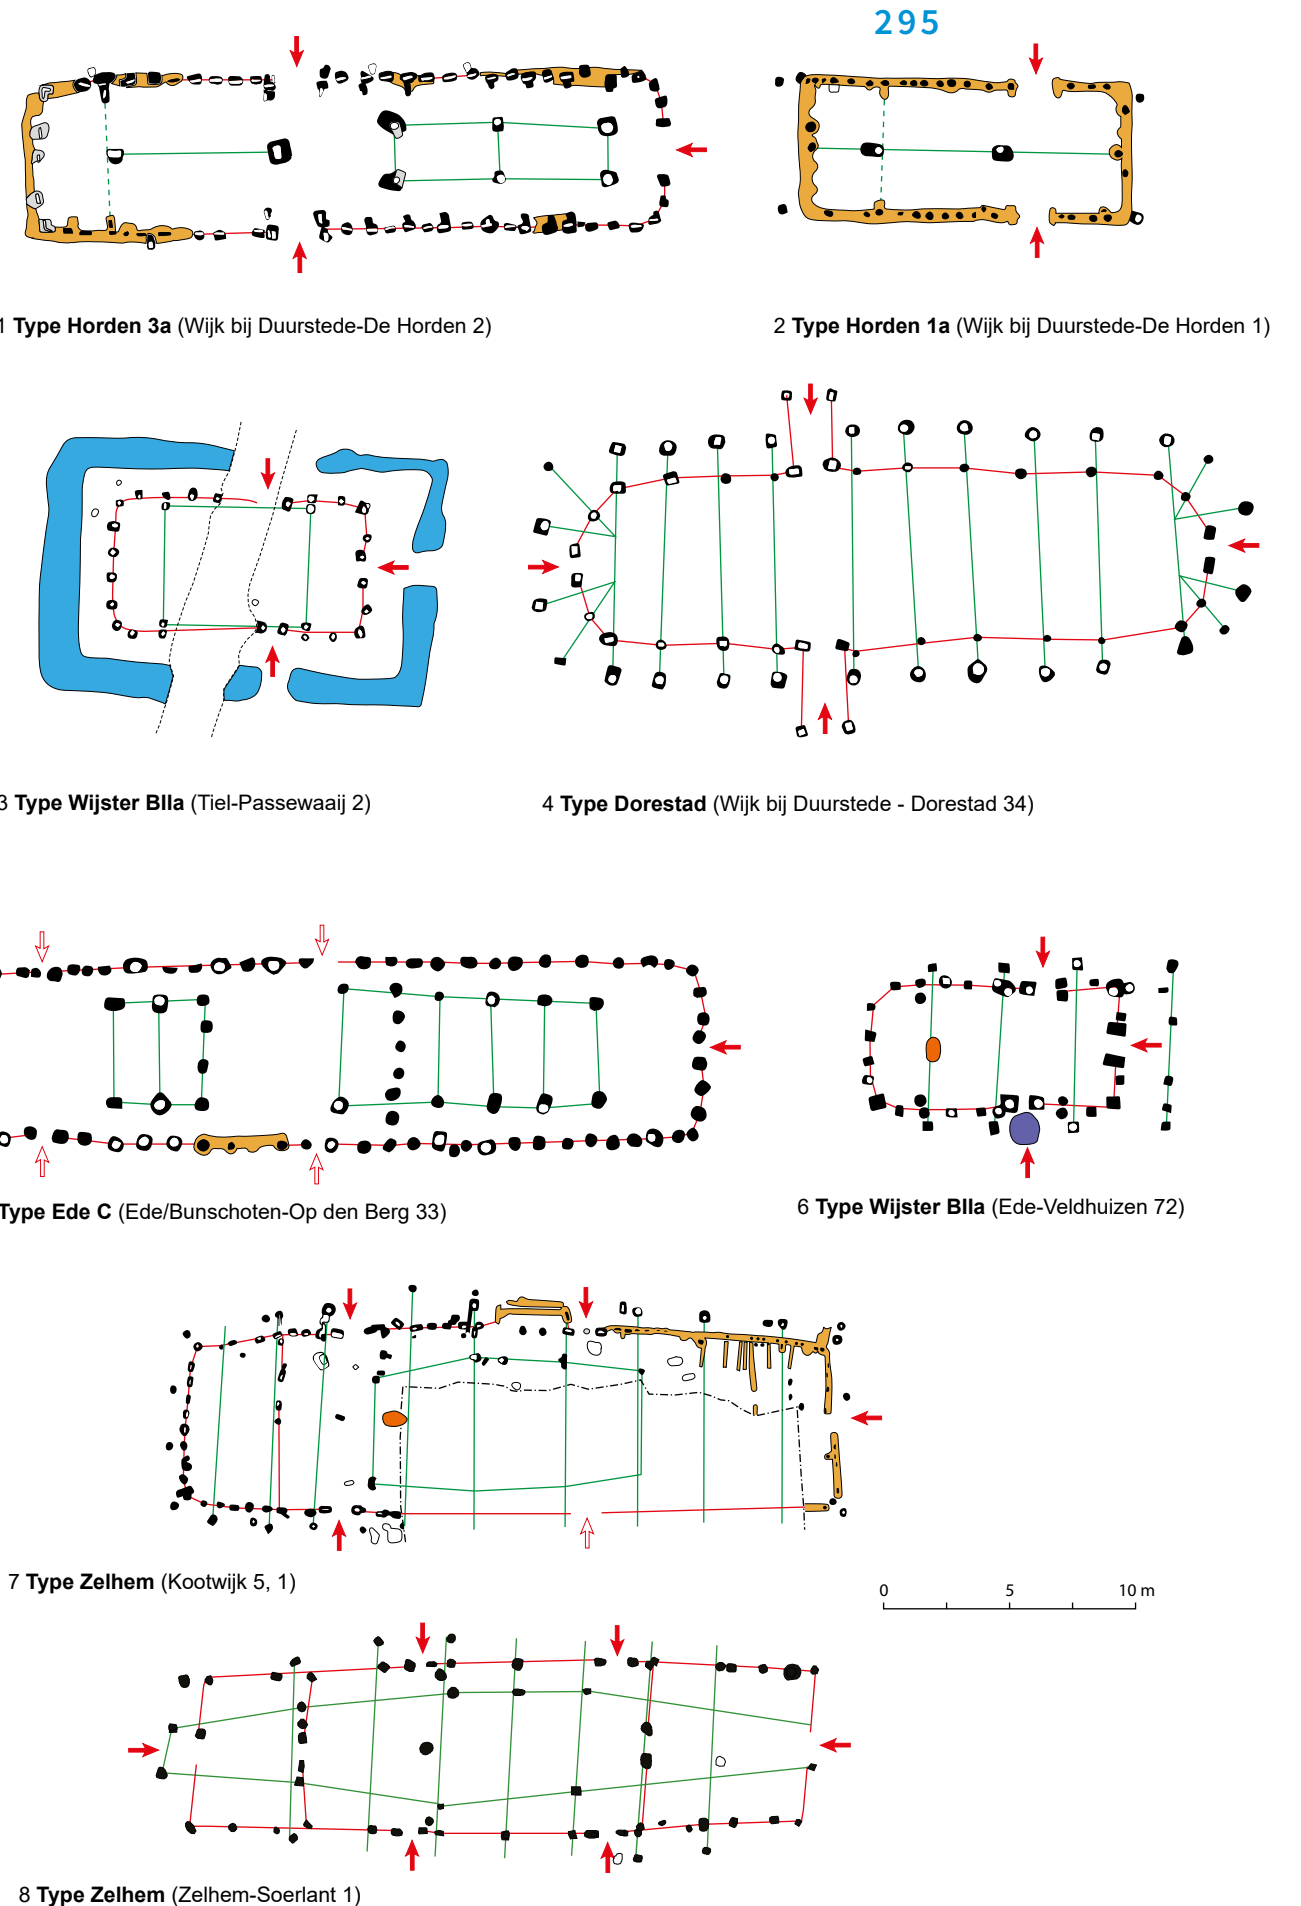 295
1 Type Horden 3a (Wijk bij Duurstede-De Horden 2)
2 Type Horden 1a (Wijk bij Duurstede-De Horden 1)
3 Type Wijster BIIa (Tiel-Passewaaij 2)
4 Type Dorestad (Wijk bij Duurstede - Dorestad 34)
Type Ede C (Ede/Bunschoten-Op den Berg 33)
6 Type Wijster BIIa (Ede-Veldhuizen 72)
7 Type Zelhem (Kootwijk 5, 1)
0 5 10 m
8 Type Zelhem (Zelhem-Soerlant 1)